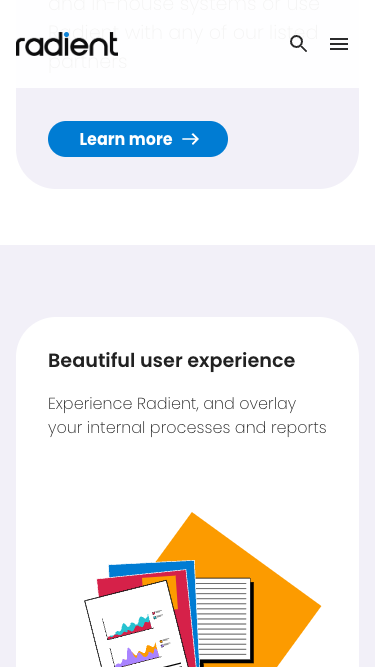 and in-house systems or use
Radient with any of our listed
partners.
radient
Learn more
Beautiful user experience
Experience Radient, and overlay
your internal processes and reports